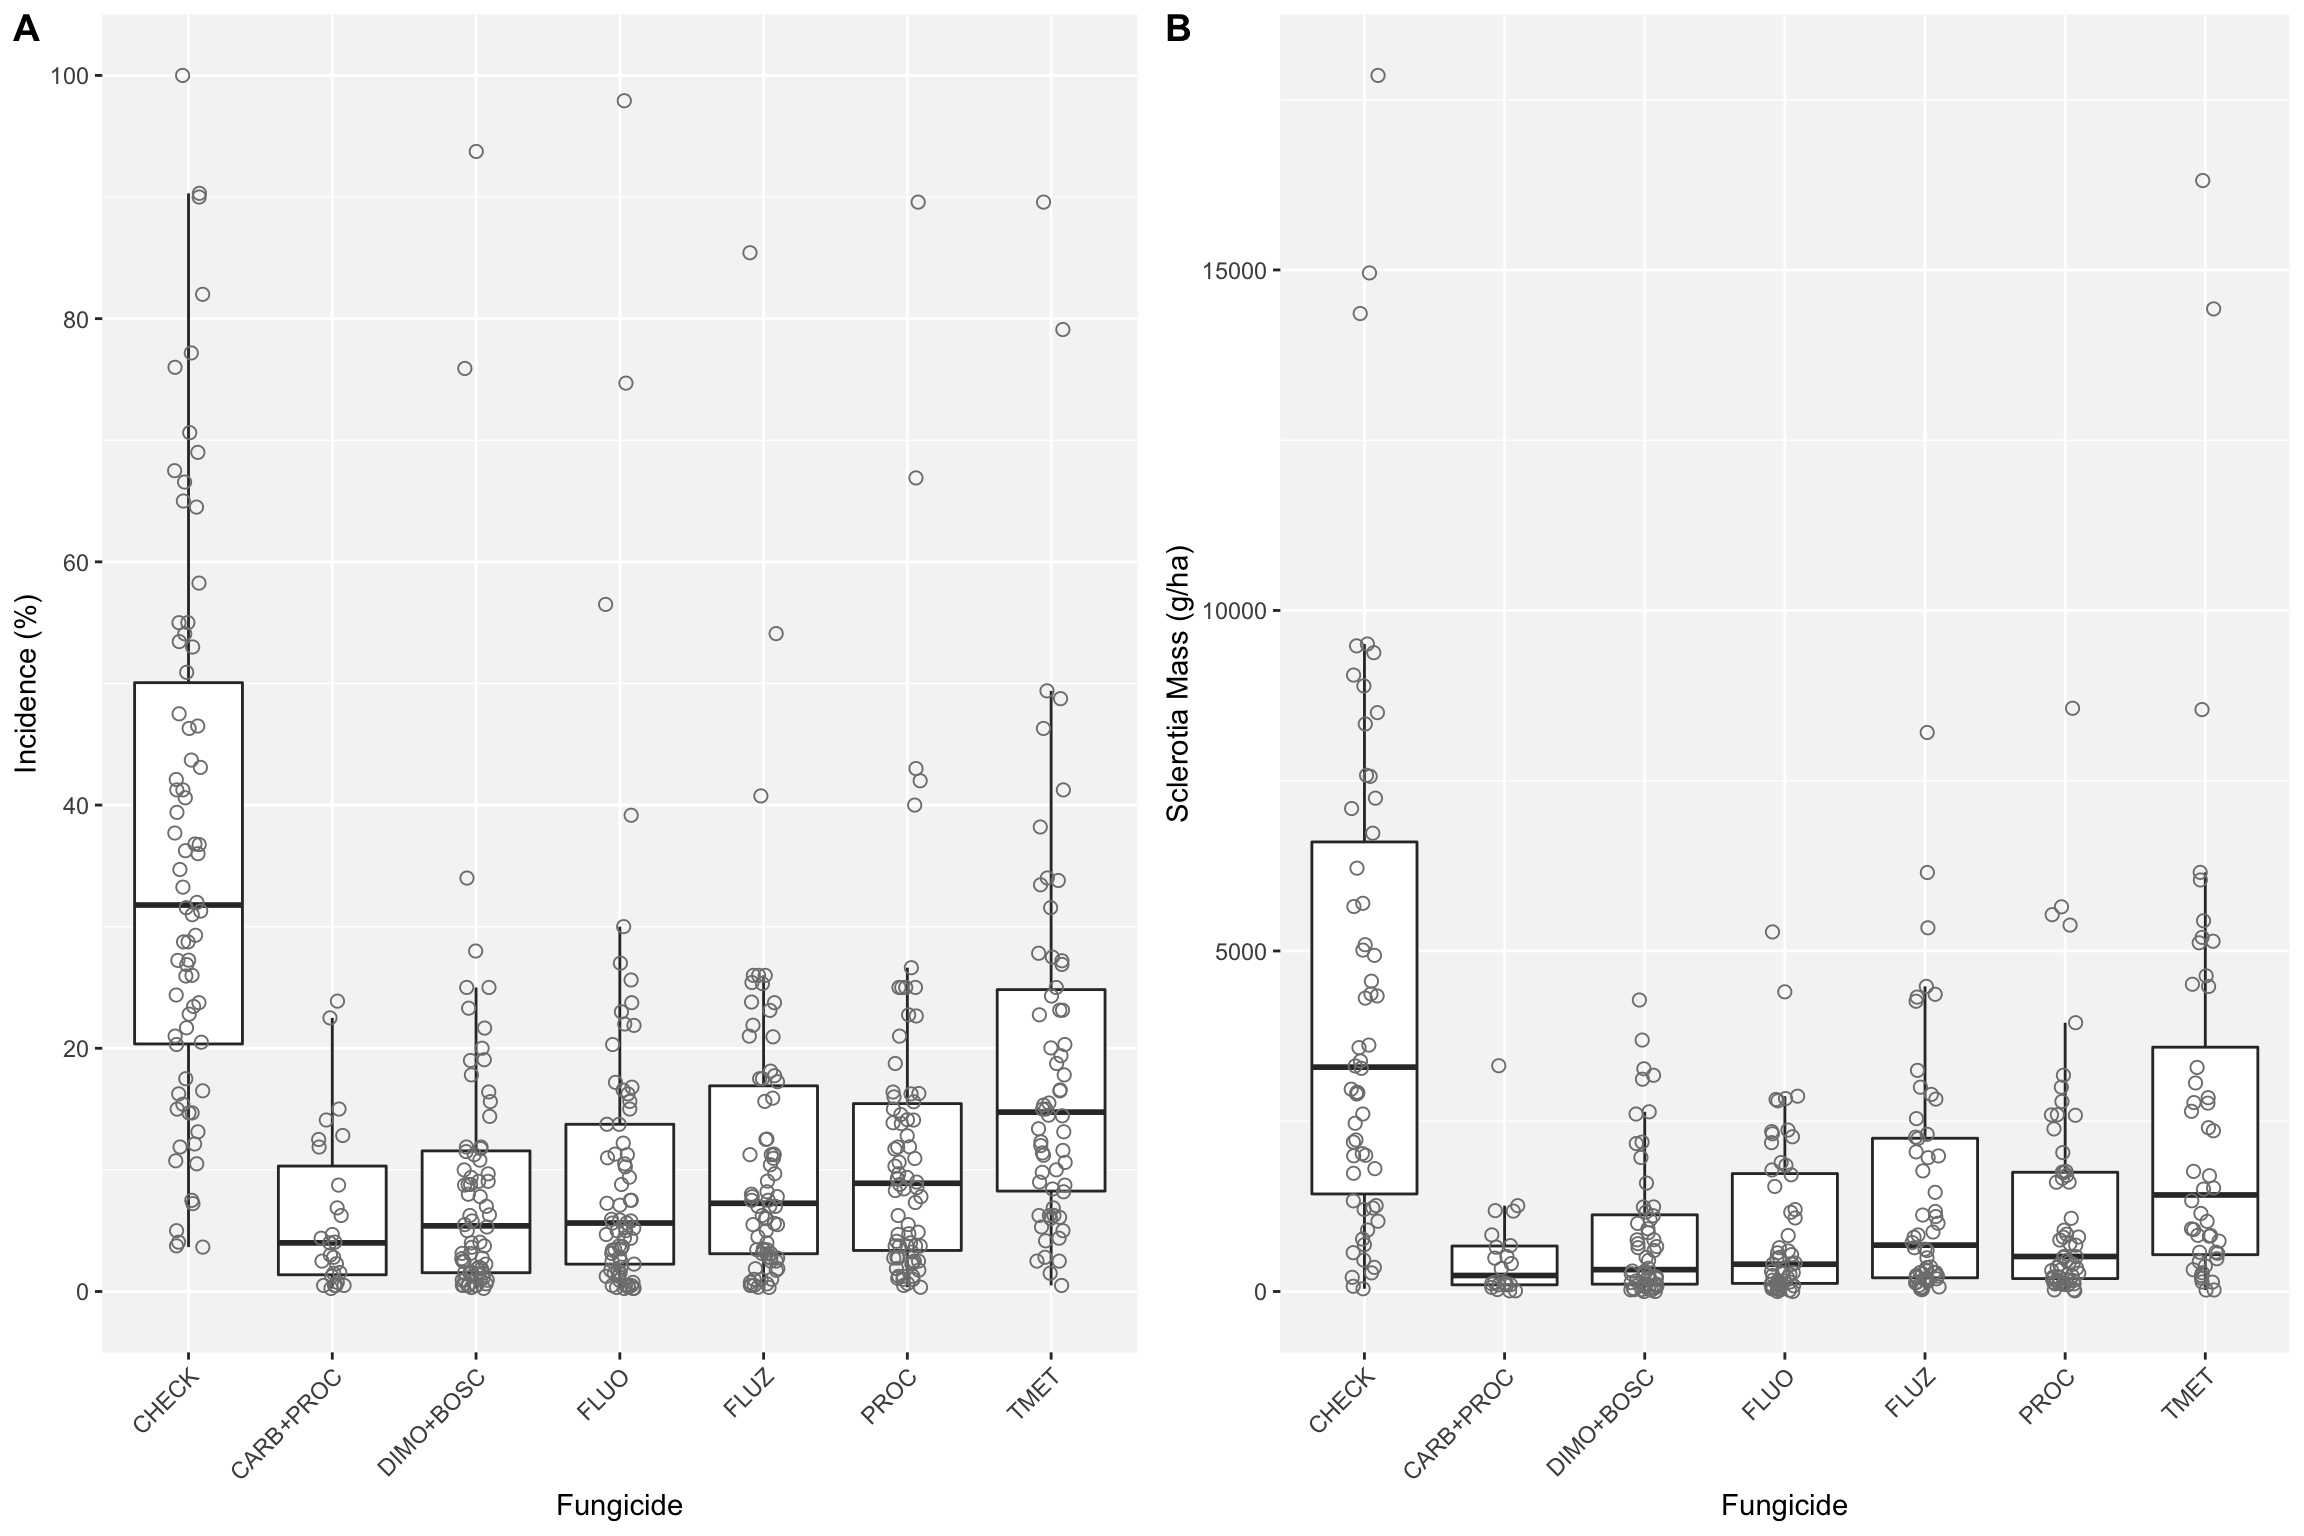 A
Incidence (%)
100
80
60
40
20
0
CHECK
CARB+PROC
DIMO+BOSC
FLUO
FLUZ
PROC
TMET
Fungicide
B
Sclerotia Mass (g/ha)
15000
10000
5000
0
CHECK
CARB+PROC
DIMO+BOSC
FLUO
FLUZ
PROC
TMET
Fungicide